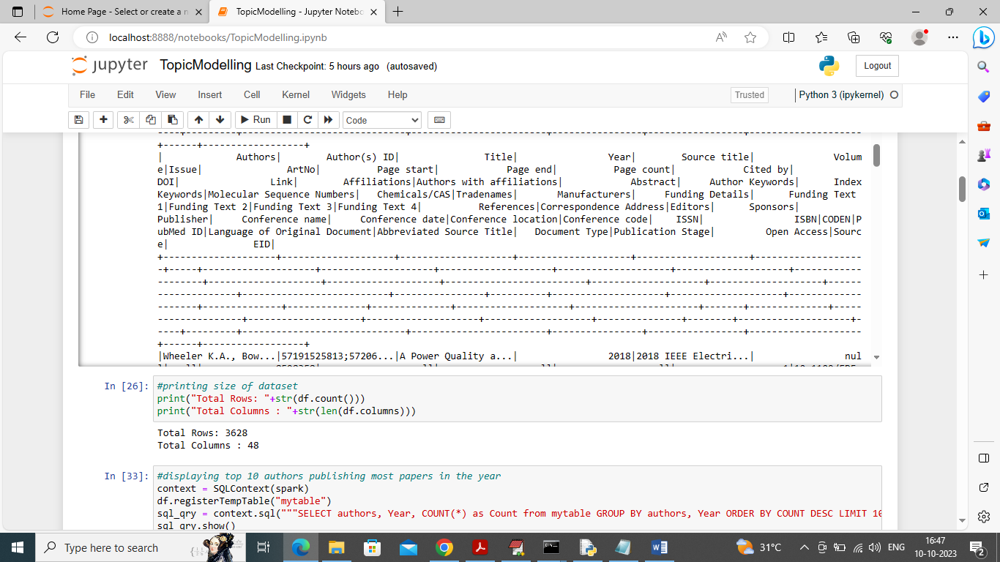 Home Page - Select or create a n
TopicModelling - Jupyter Notebo
localhost:8888/notebooks/TopicModelling.ipynb
jupyter TopicModelling Last Checkpoint: 5 hours ago (autosaved)
Logout
File Edit View Insert Cell Kernel Widgets Help
Trusted
Python 3 (ipykernel)
Run
Code
| Authors| Author(s) ID| Title| Year| Source title| Volum
e|Issue| ArtNo| Page start| Page end| Page count| Cited by|
DOI| Link| Affiliations|Authors with affiliations| Abstract| Author Keywords| Index
Keywords|Molecular Sequence Numbers| Chemicals/CAS|Tradenames| Manufacturers| Funding Details| Funding Text
1|Funding Text 2|Funding Text 3|Funding Text 4| References|Correspondence Address|Editors| Sponsors|
Publisher| Conference name| Conference date|Conference location|Conference code| ISSN| ISBN|CODEN|P
ubMed ID|Language of Original Document|Abbreviated Source Title| Document Type|Publication Stage| Open Access|Sourc
e| EID|
|Wheeler K.A., Bow...|57191525813;57206...|A Power Quality a...| 2018|2018 IEEE Electri...| nul
In [26]:
#printing size of dataset
print("Total Rows: "+str(df.count()))
print("Total Columns : "+str(len(df.columns)))
Total Rows: 3628
Total Columns : 48
In [33]:
#displaying top 10 authors publishing most papers in the year
context = SQLContext(spark)
df.registerTempTable("mytable")
sql_qry = context.sql("""SELECT authors, Year, COUNT(*) as Count from mytable GROUP BY authors, Year ORDER BY COUNT DESC LIMIT 10
sql_qry.show()
Type here to search
31°C
ENG
16:47
10-10-2023
2